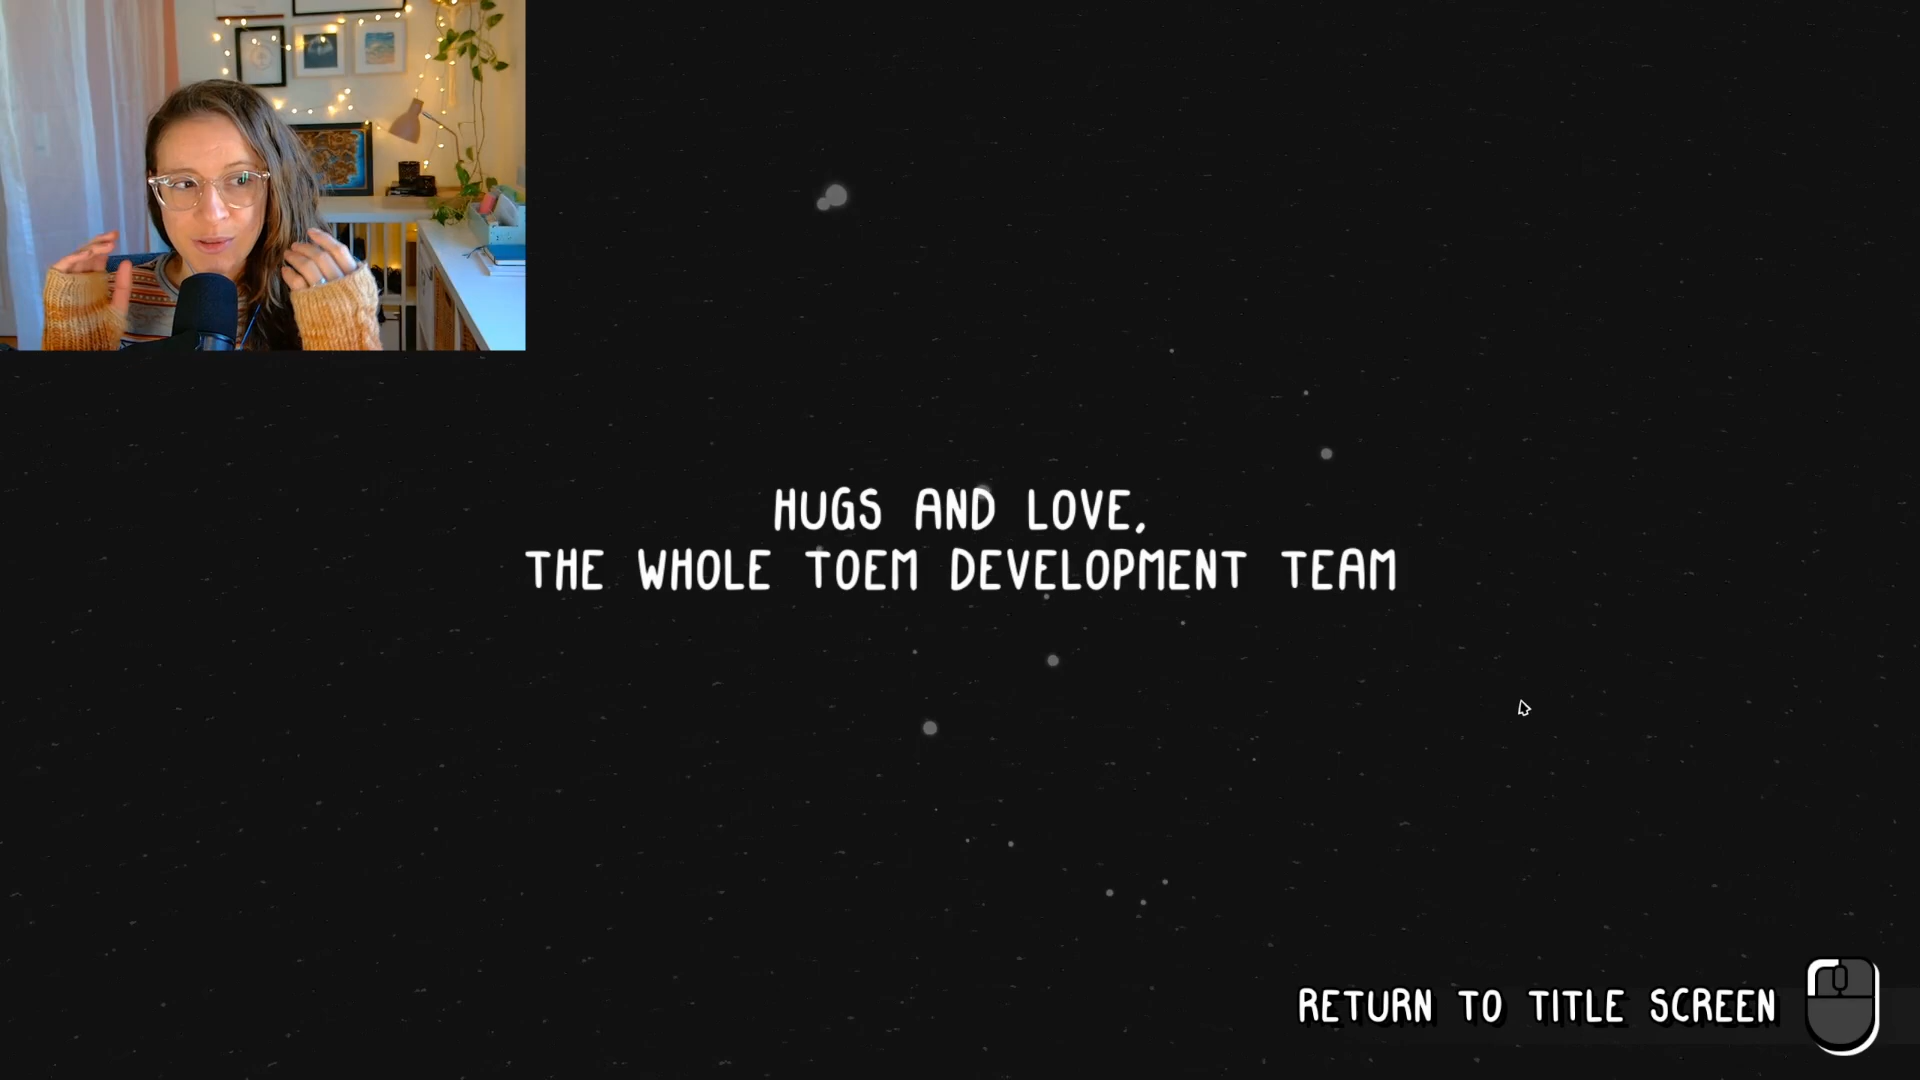 HUGS AND LOVE,
THE WHOLE TOEM DEVELOPMENT TEAM
RETURN TO TITLE SCREEN